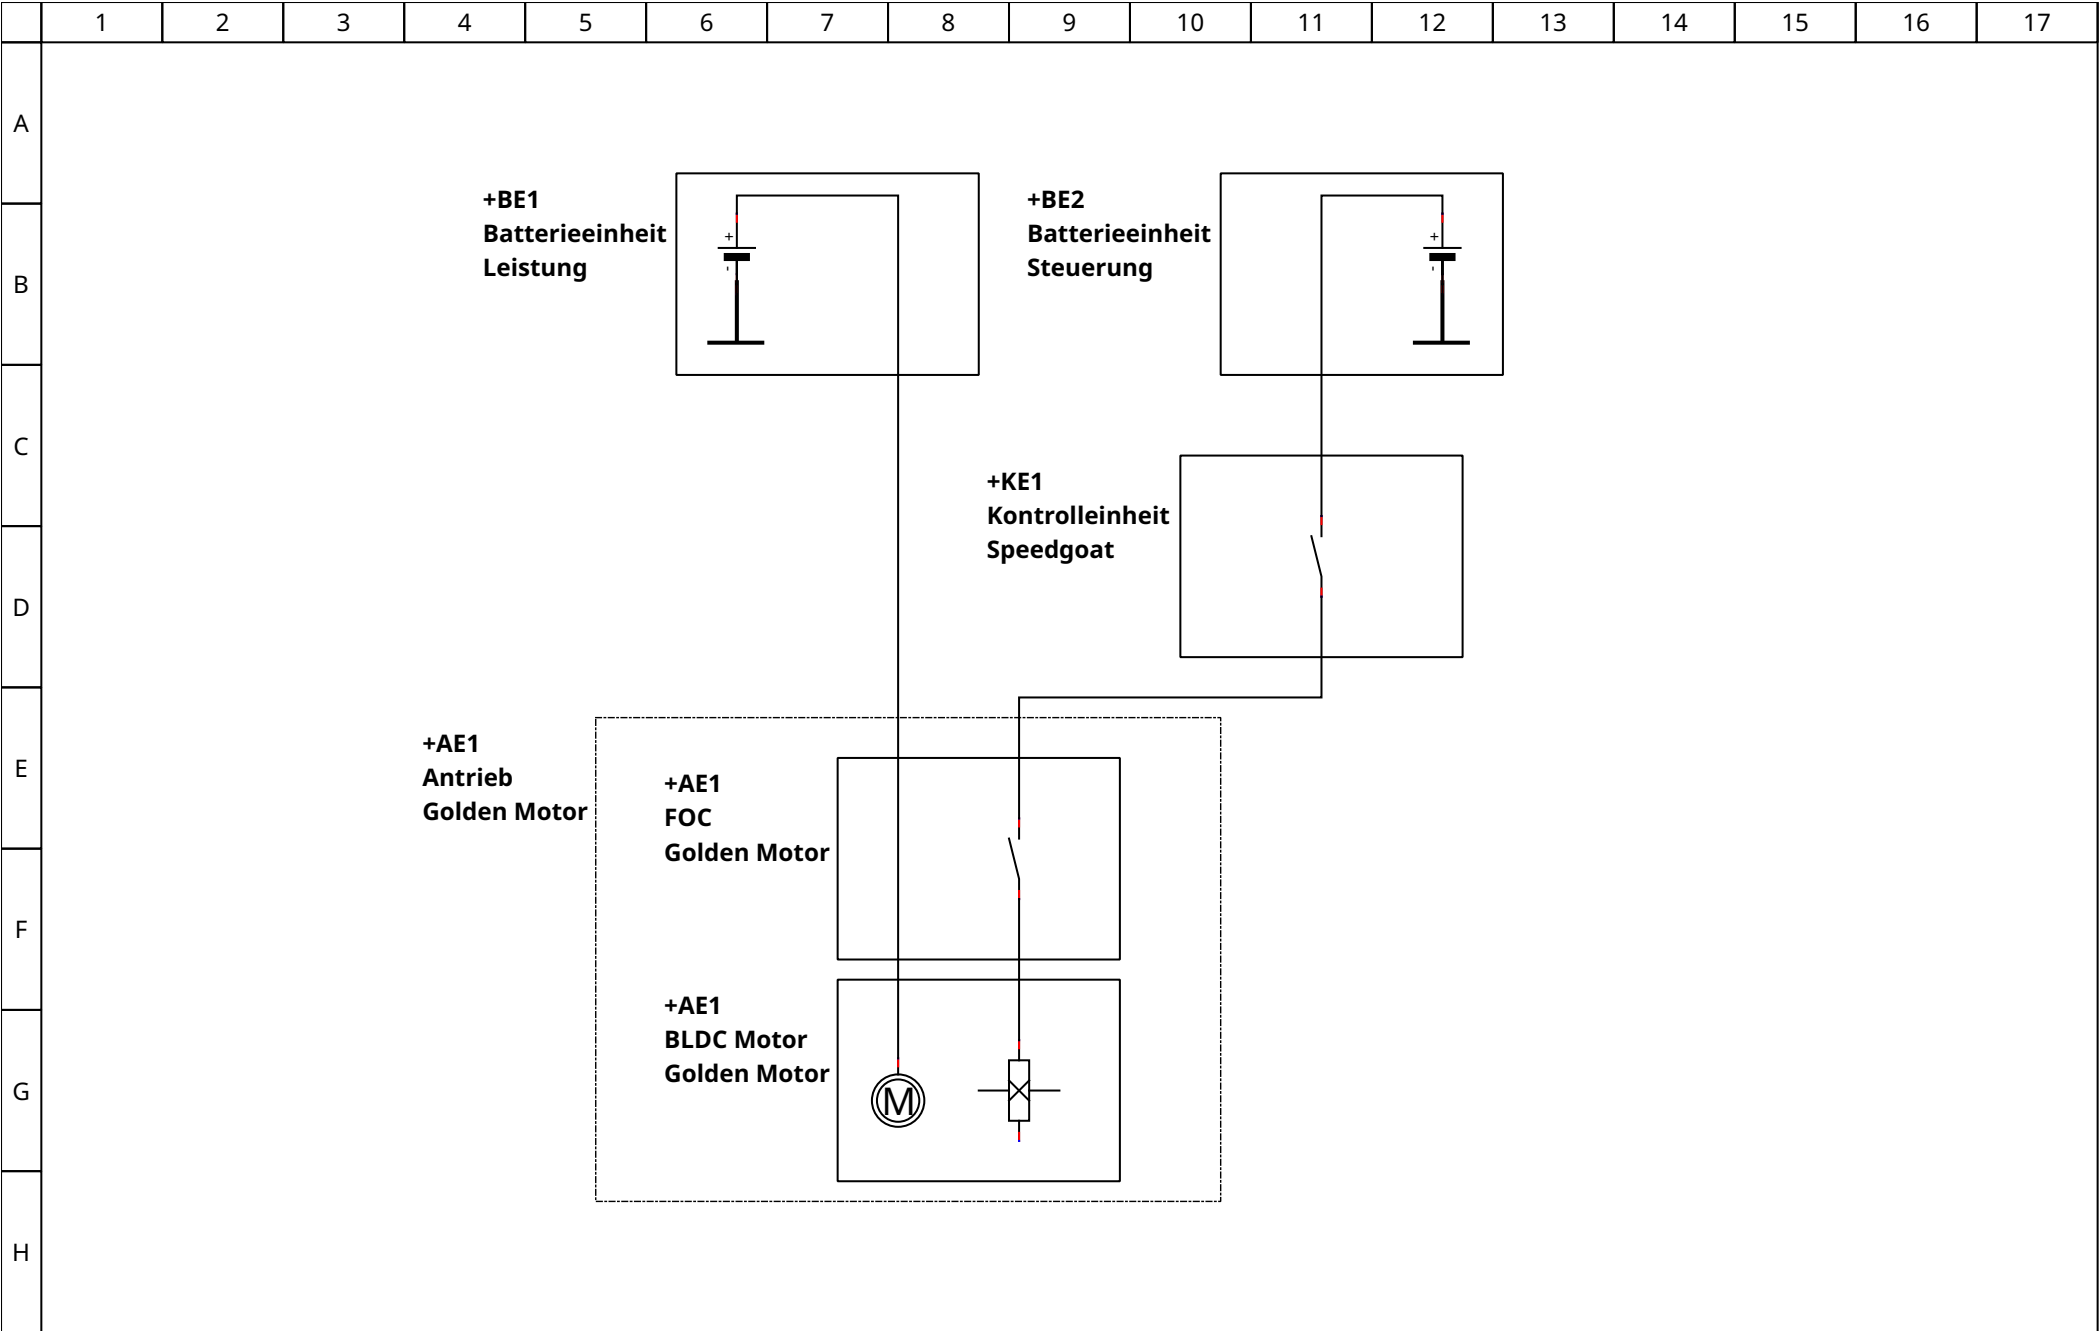 1 2 3 4 5 6 7 8 9 10 11 12 13 14 15 16 17
A
+BE1
Batterieeinheit
Leistung
+
-
+BE2
Batterieeinheit
Steuerung
+
-
B
C
+KE1
Kontrolleinheit
Speedgoat
D
+AE1
Antrieb
Golden Motor
E
+AE1
FOC
Golden Motor
F
+AE1
BLDC Motor
Golden Motor
M
G
H